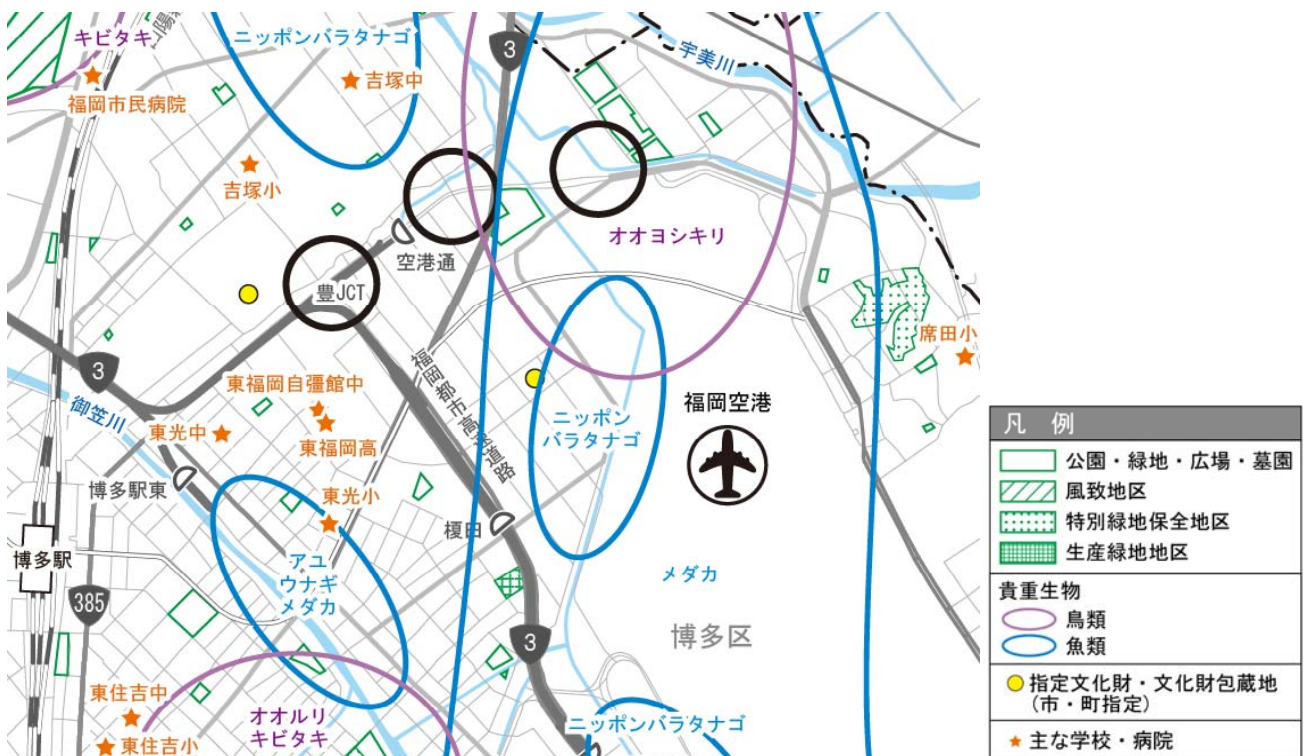 キビタキ
ニッポンバラタナゴ
3
宇美川
吉塚中
福岡市民病院
吉塚小
オオヨシキリ
空港通
豊JCT
席田小
3
福岡都市高速道路
東福岡自彊館中
御笠川
東光中
東福岡高
ニッポン
バラタナゴ
福岡空港
博多駅東
東光小
榎田
博多駅
アユ
ウナギ
メダカ
メダカ
385
3
博多区
東住吉中
オオルリ
キビタキ
東住吉小
ニッポンバラタナゴ
凡 例
公園・緑地・広場・墓園
風致地区
特別緑地保全地区
生産緑地地区
貴重生物
鳥類
魚類
指定文化財・文化財包蔵地
(市・町指定)
主な学校・病院